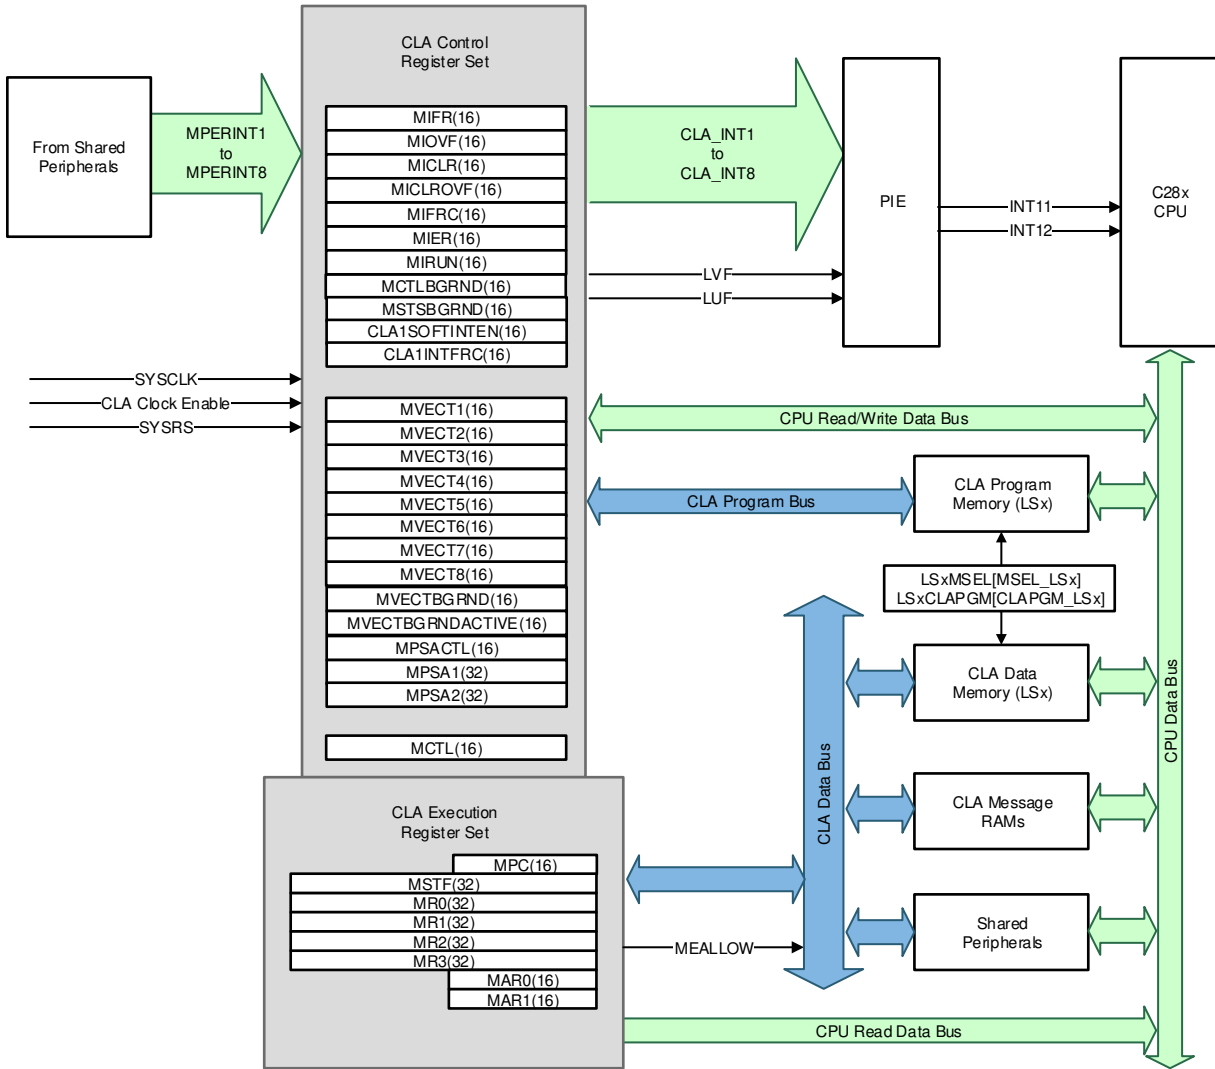 CLA Control
Register Set
From Shared
Peripherals
MPERINT1
to
MPERINT8
MIFR(16)
MIOVF(16)
MICLR(16)
MICLROVF(16)
MIFRC(16)
MIER(16)
MIRUN(16)
MCTLBGRND(16)
MSTSBGRND(16)
CLA1SOFTINTEN(16)
CLA1INTFRC(16)
CLA_INT1
to
CLA_INT8
LVF
LUF
PIE
INT11
INT12
C28x
CPU
SYSCLK
CLA Clock Enable
SYSRS
MVECT1(16)
MVECT2(16)
MVECT3(16)
MVECT4(16)
MVECT5(16)
MVECT6(16)
MVECT7(16)
MVECT8(16)
MVECTBGRND(16)
MVECTBGRNDACTIVE(16)
MPSACTL(16)
MPSA1(32)
MPSA2(32)
MCTL(16)
CPU Read/Write Data Bus
CLA Program Bus
CLA Program
Memory (LSx)
LSxMSEL[MSEL_LSx]
LSxCLAPGM[CLAPGM_LSx]
CLA Data
Memory (LSx)
CLA Data Bus
CPU Data Bus
CLA Message
RAMs
Shared
Peripherals
CLA Execution
Register Set
MPC(16)
MSTF(32)
MR0(32)
MR1(32)
MR2(32)
MR3(32)
MAR0(16)
MAR1(16)
MEALLOW
CPU Read Data Bus